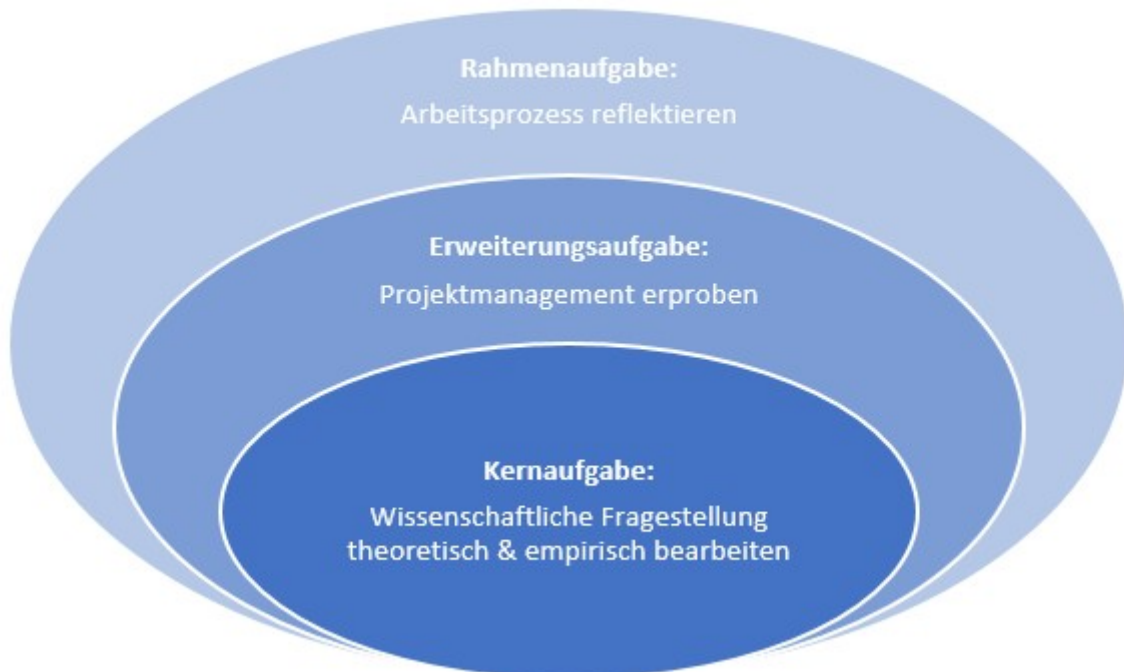 Rahmenaufgabe:
Arbeitsprozess reflektieren
Erweiterungsaufgabe:
Projektmanagement erproben
Kernaufgabe:
Wissenschaftliche Fragestellung
theoretisch & empirisch bearbeiten